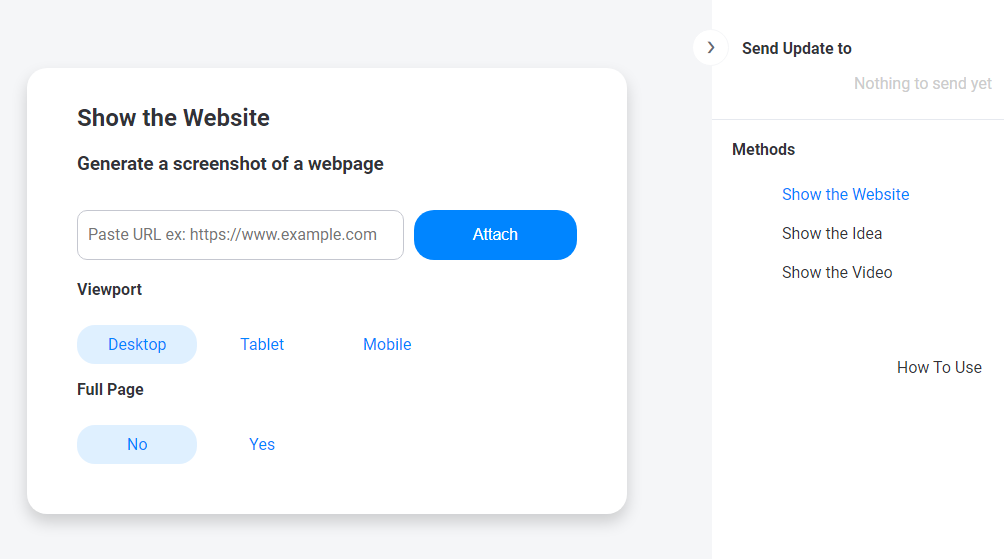 Show the Website
Generate a screenshot of a webpage
Paste URL ex: https://www.example.com
Attach
Viewport
Desktop Tablet Mobile
Full Page
No Yes
Send Update to
Nothing to send yet
Methods
Show the Website
Show the Idea
Show the Video
How To Use